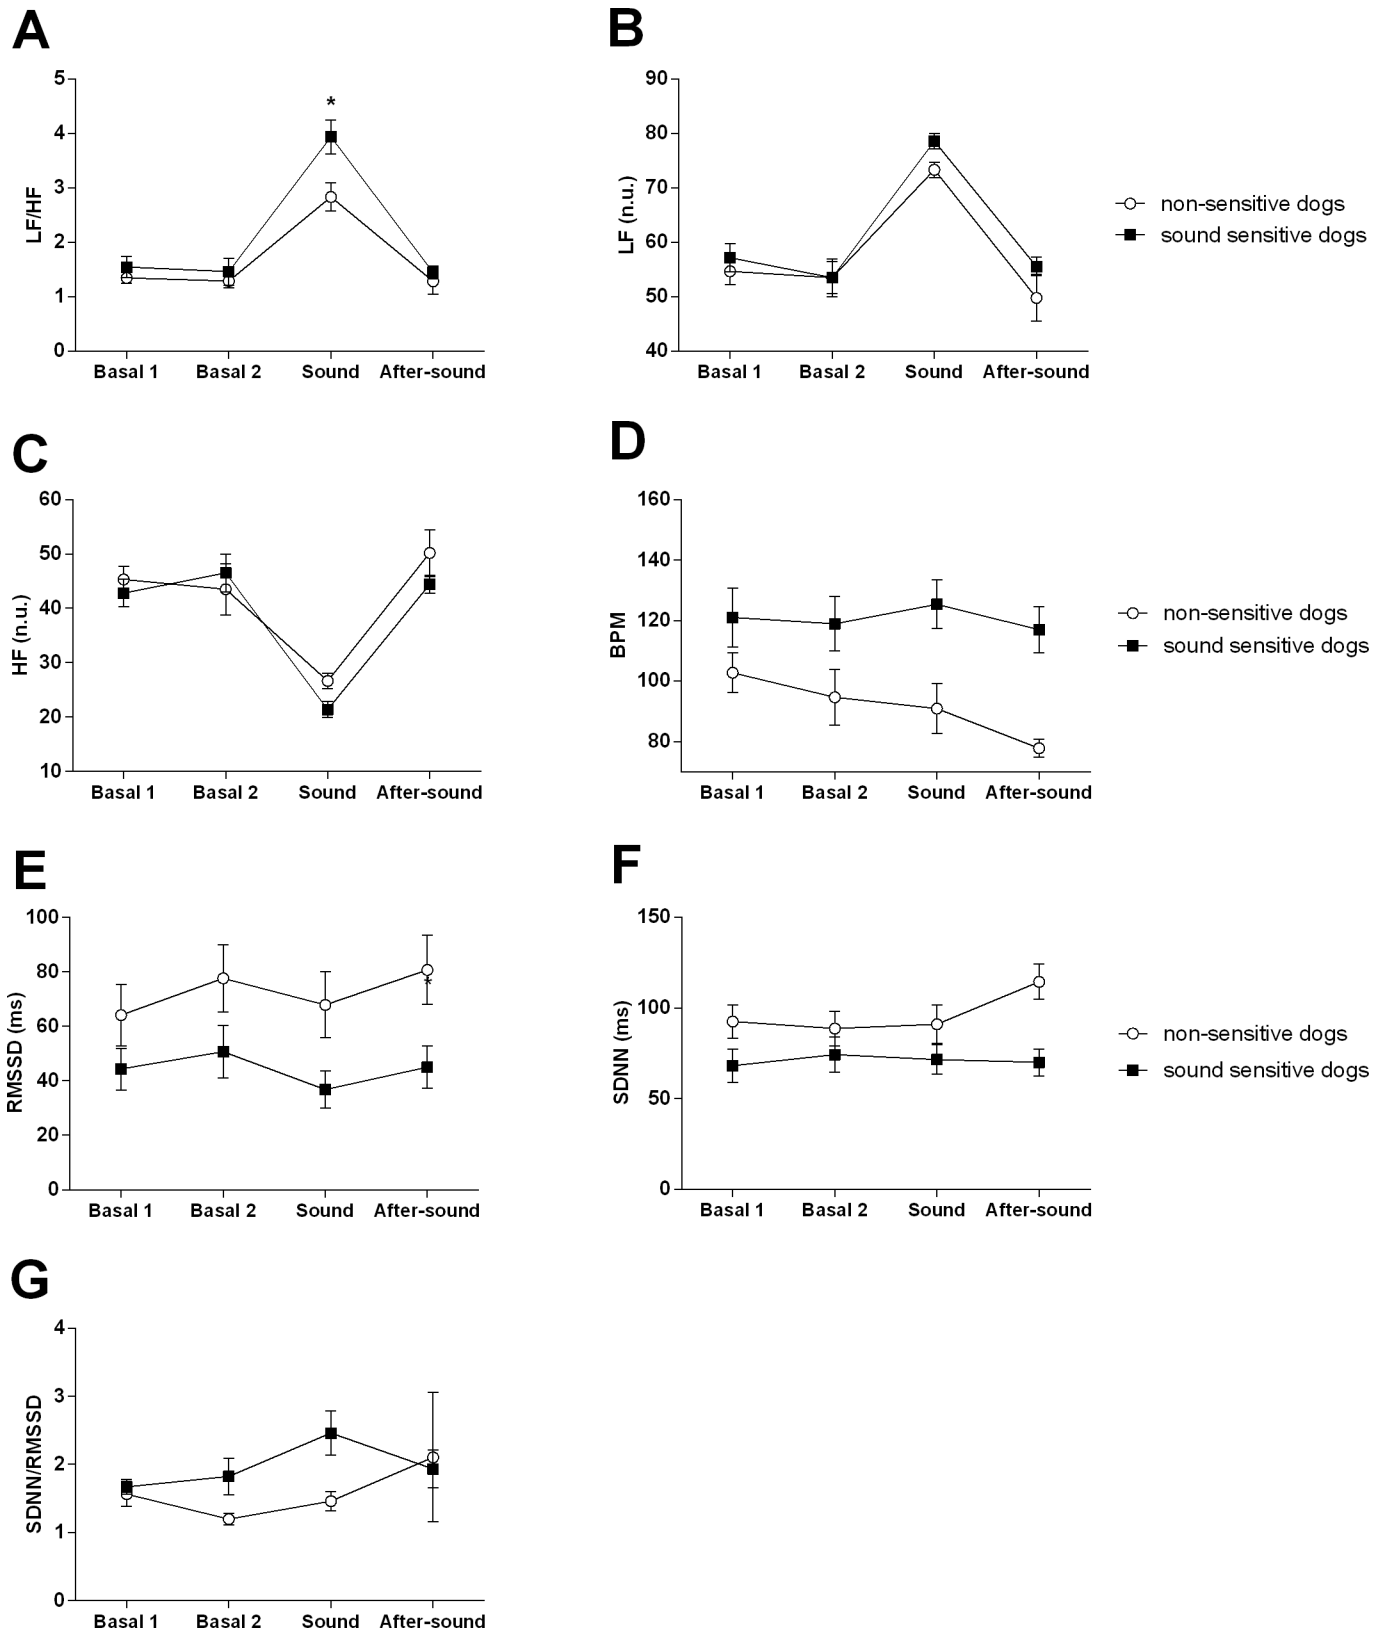 A
5
4
3
2
1
0
LF/HF
*
Basal 1 Basal 2 Sound After-sound
B
90
80
70
60
50
40
LF (n.u.)
Basal 1 Basal 2 Sound After-sound
non-sensitive dogs
sound sensitive dogs
C
60
50
40
30
20
10
HF (n.u.)
Basal 1 Basal 2 Sound After-sound
D
160
140
120
100
80
BPM
Basal 1 Basal 2 Sound After-sound
non-sensitive dogs
sound sensitive dogs
E
100
80
60
40
20
0
RMSSD (ms)
*
Basal 1 Basal 2 Sound After-sound
F
150
100
50
0
SDNN (ms)
Basal 1 Basal 2 Sound After-sound
non-sensitive dogs
sound sensitive dogs
G
4
3
2
1
0
SDNN/RMSSD
Basal 1 Basal 2 Sound After-sound